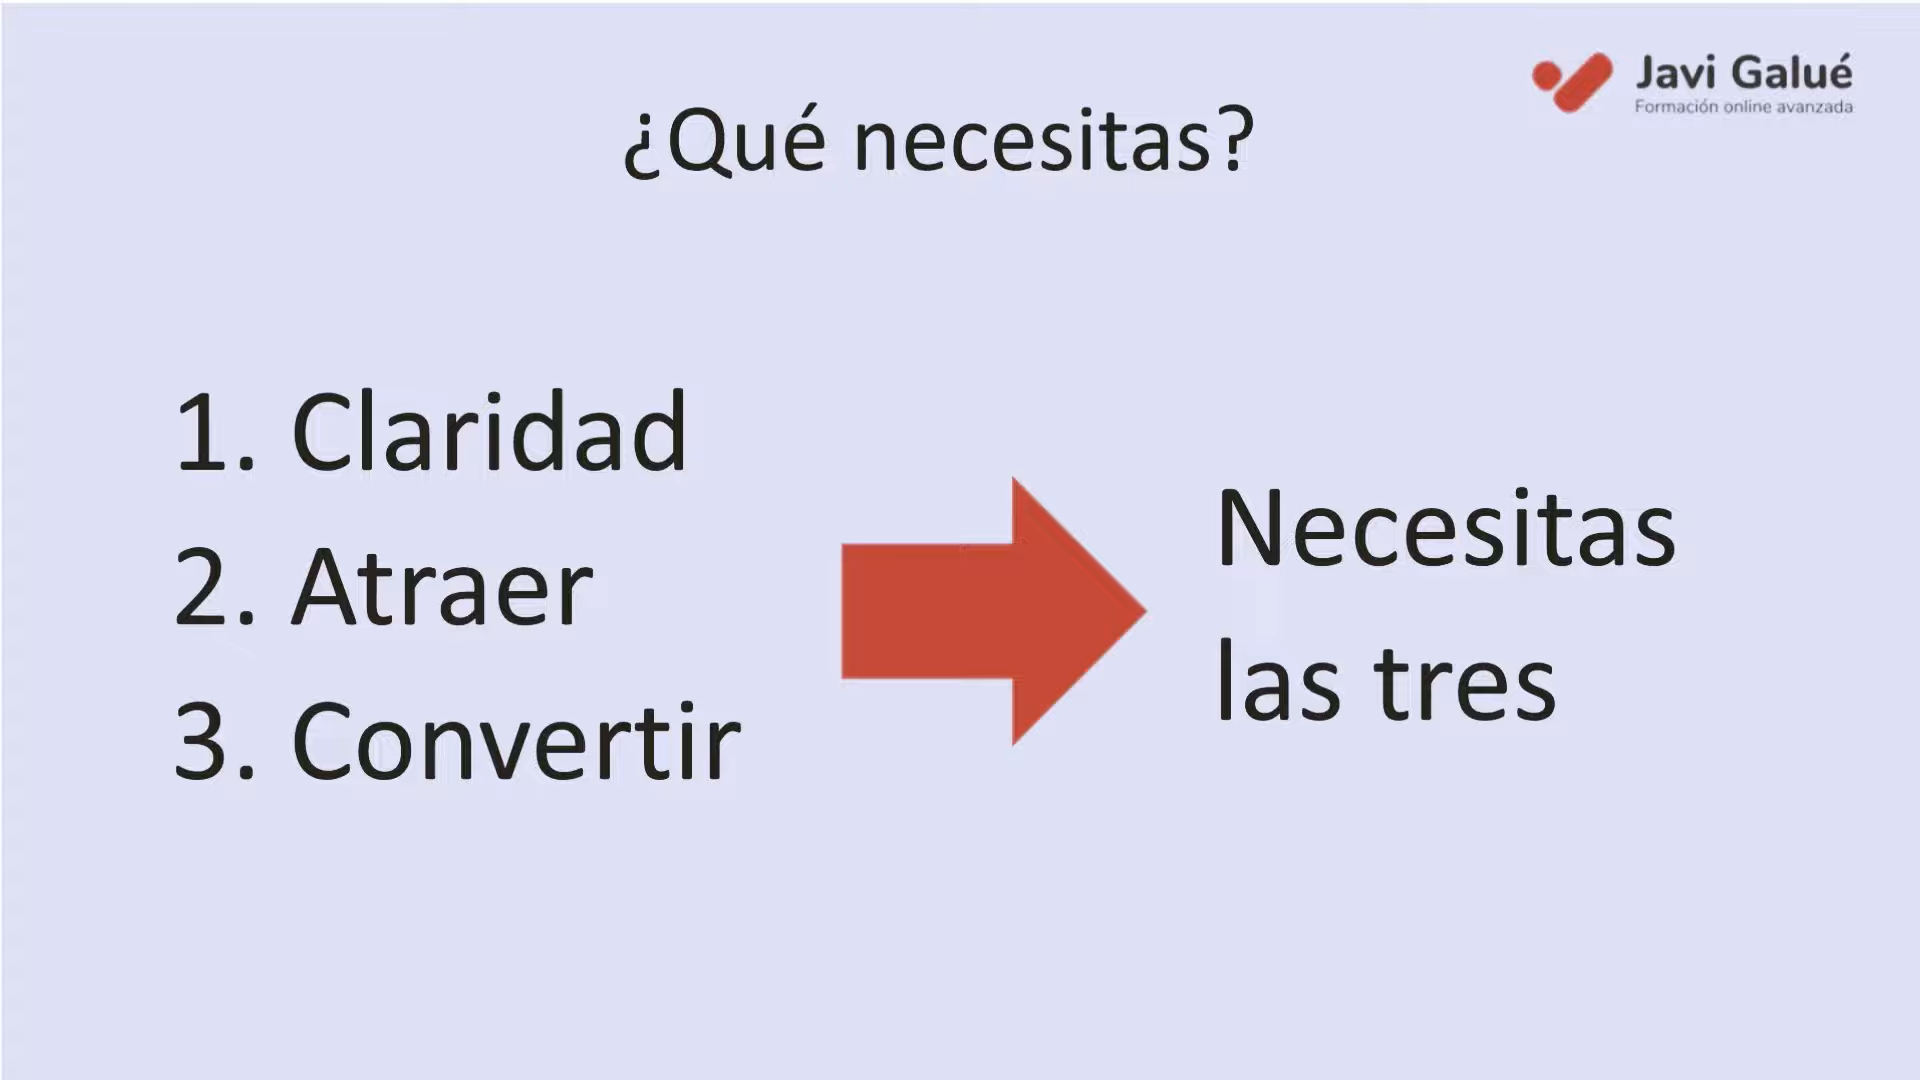 Javi Galué
Formación online avanzada
¿Qué necesitas?
1. Claridad
2. Atraer
3. Convertir
Necesitas
las tres